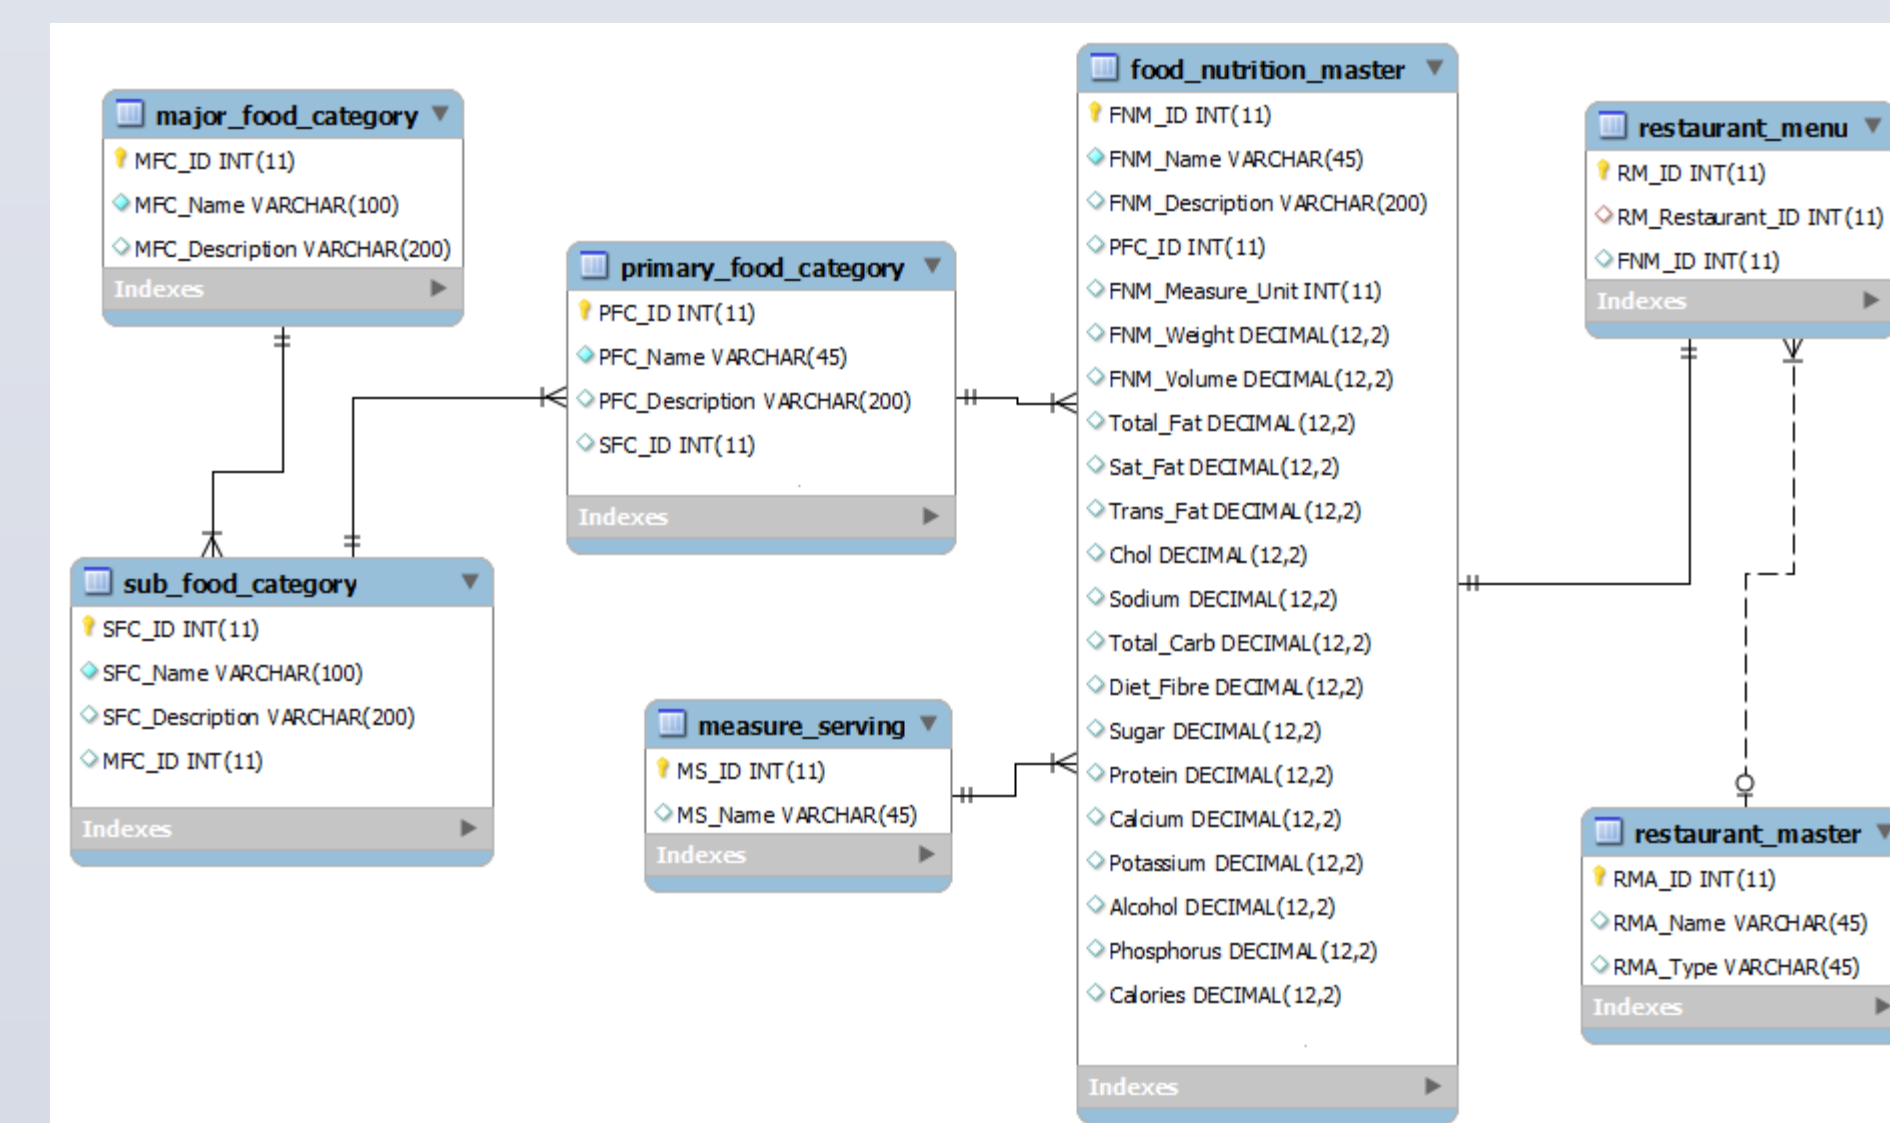 major_food_category
MFC_ID INT(11)
MFC_Name VARCHAR(100)
MFC_Description VARCHAR(200)
Indexes
sub_food_category
SFC_ID INT(11)
SFC_Name VARCHAR(100)
SFC_Description VARCHAR(200)
MFC_ID INT(11)
Indexes
primary_food_category
PFC_ID INT(11)
PFC_Name VARCHAR(45)
PFC_Description VARCHAR(200)
SFC_ID INT(11)
Indexes
measure_serving
MS_ID INT(11)
MS_Name VARCHAR(45)
Indexes
food_nutrition_master
FNM_ID INT(11)
FNM_Name VARCHAR(45)
FNM_Description VARCHAR(200)
PFC_ID INT(11)
FNM_Measure_Unit INT(11)
FNM_Weight DECIMAL(12,2)
FNM_Volume DECIMAL(12,2)
Total_Fat DECIMAL(12,2)
Sat_Fat DECIMAL(12,2)
Trans_Fat DECIMAL(12,2)
Chol DECIMAL(12,2)
Sodium DECIMAL(12,2)
Total_Carb DECIMAL(12,2)
Diet_Fibre DECIMAL(12,2)
Sugar DECIMAL(12,2)
Protein DECIMAL(12,2)
Calcium DECIMAL(12,2)
Potassium DECIMAL(12,2)
Alcohol DECIMAL(12,2)
Phosphorus DECIMAL(12,2)
Calories DECIMAL(12,2)
Indexes
restaurant_menu
RM_ID INT(11)
RM_Restaurant_ID INT(11)
FNM_ID INT(11)
Indexes
restaurant_master
RMA_ID INT(11)
RMA_Name VARCHAR(45)
RMA_Type VARCHAR(45)
Indexes